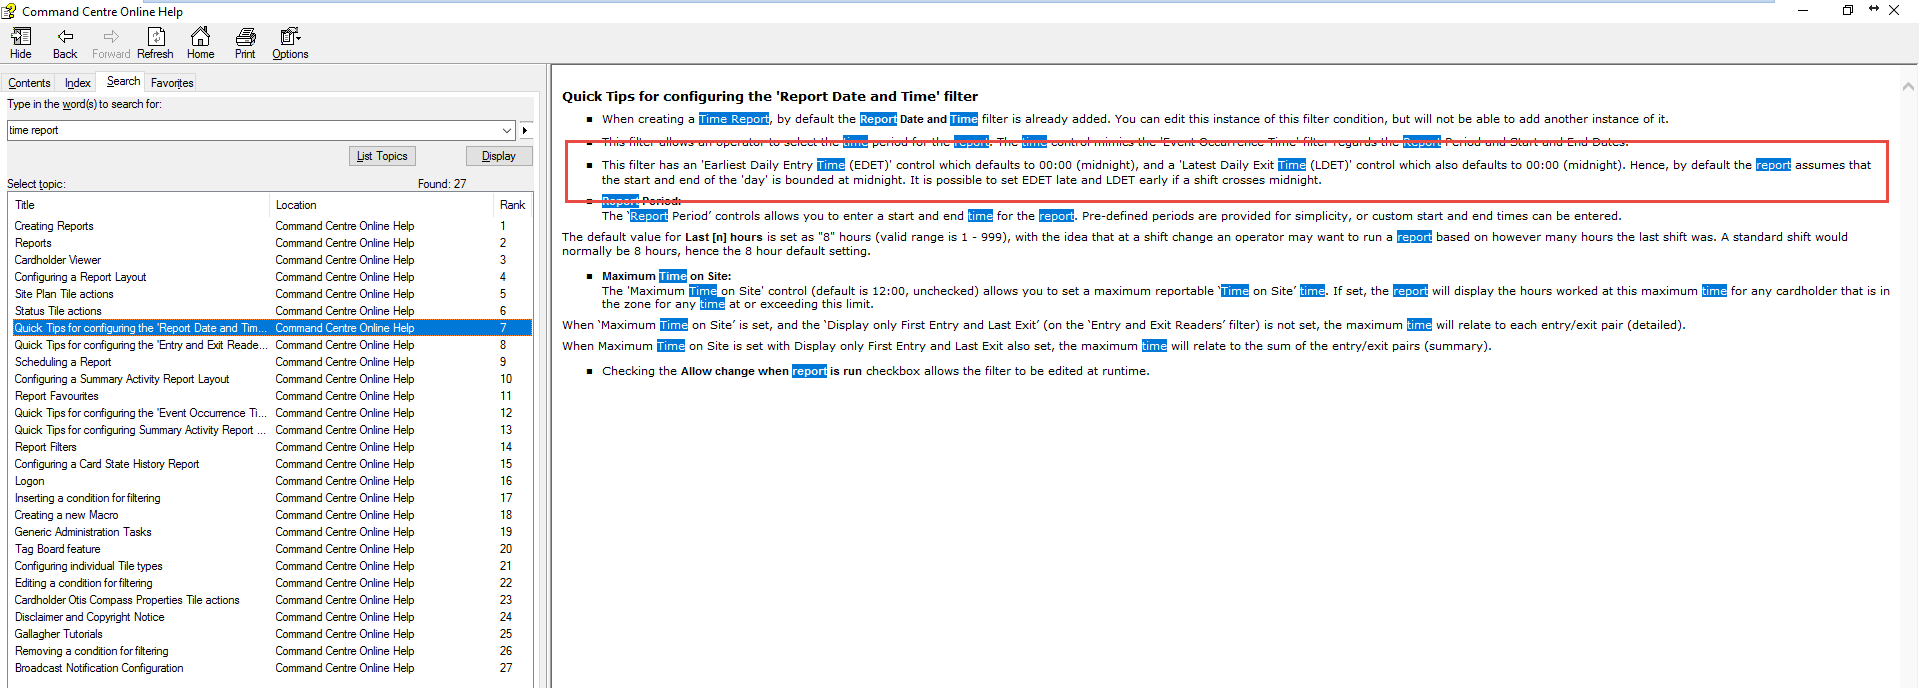 Command Centre Online Help
Hide Back Forward Refresh Home Print Options
Contents Index Search Favorites
Type in the word(s) to search for:
time report
List Topics Display
Select topic: Found: 27
Title Location Rank
Creating Reports Command Centre Online Help 1
Reports Command Centre Online Help 2
Cardholder Viewer Command Centre Online Help 3
Configuring a Report Layout Command Centre Online Help 4
Site Plan Tile actions Command Centre Online Help 5
Status Tile actions Command Centre Online Help 6
Quick Tips for configuring the 'Report Date and Tim... Command Centre Online Help 7
Quick Tips for configuring the 'Entry and Exit Reade... Command Centre Online Help 8
Scheduling a Report Command Centre Online Help 9
Configuring a Summary Activity Report Layout Command Centre Online Help 10
Report Favourites Command Centre Online Help 11
Quick Tips for configuring the 'Event Occurrence Ti... Command Centre Online Help 12
Quick Tips for configuring Summary Activity Report ... Command Centre Online Help 13
Report Filters Command Centre Online Help 14
Configuring a Card State History Report Command Centre Online Help 15
Logon Command Centre Online Help 16
Inserting a condition for filtering Command Centre Online Help 17
Creating a new Macro Command Centre Online Help 18
Generic Administration Tasks Command Centre Online Help 19
Tag Board feature Command Centre Online Help 20
Configuring individual Tile types Command Centre Online Help 21
Editing a condition for filtering Command Centre Online Help 22
Cardholder Otis Compass Properties Tile actions Command Centre Online Help 23
Disclaimer and Copyright Notice Command Centre Online Help 24
Gallagher Tutorials Command Centre Online Help 25
Removing a condition for filtering Command Centre Online Help 26
Broadcast Notification Configuration Command Centre Online Help 27
Quick Tips for configuring the 'Report Date and Time' filter
▪ When creating a Time Report, by default the Report Date and Time filter is already added. You can edit this instance of this filter condition, but will not be able to add another instance of it.
▪ This filter allows an operator to select the time period for the report. The time control mimics the 'Event Occurrence Time' filter regards the Report Period and Start and End Dates.
▪ This filter has an 'Earliest Daily Entry Time (EDET)' control which defaults to 00:00 (midnight), and a 'Latest Daily Exit Time (LDET)' control which also defaults to 00:00 (midnight). Hence, by default the report assumes that
the start and end of the 'day' is bounded at midnight. It is possible to set EDET late and LDET early if a shift crosses midnight.
▪ Report Period:
The ‘Report Period’ controls allows you to enter a start and end time for the report. Pre-defined periods are provided for simplicity, or custom start and end times can be entered.
The default value for Last [n] hours is set as "8" hours (valid range is 1 - 999), with the idea that at a shift change an operator may want to run a report based on however many hours the last shift was. A standard shift would
normally be 8 hours, hence the 8 hour default setting.
▪ Maximum Time on Site:
The 'Maximum Time on Site' control (default is 12:00, unchecked) allows you to set a maximum reportable ‘Time on Site’ time. If set, the report will display the hours worked at this maximum time for any cardholder that is in
the zone for any time at or exceeding this limit.
When ‘Maximum Time on Site’ is set, and the ‘Display only First Entry and Last Exit’ (on the ‘Entry and Exit Readers’ filter) is not set, the maximum time will relate to each entry/exit pair (detailed).
When Maximum Time on Site is set with Display only First Entry and Last Exit also set, the maximum time will relate to the sum of the entry/exit pairs (summary).
▪ Checking the Allow change when report is run checkbox allows the filter to be edited at runtime.